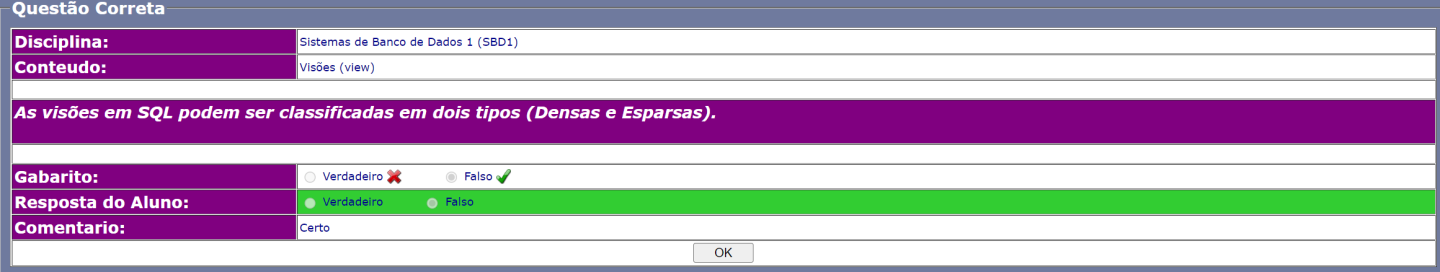 Questão Correta
Disciplina: Sistemas de Banco de Dados 1 (SBD1)
Conteudo: Visões (view)
As visões em SQL podem ser classificadas em dois tipos (Densas e Esparsas).
Gabarito: Verdadeiro Falso
Resposta do Aluno: Verdadeiro Falso
Comentario: Certo
OK